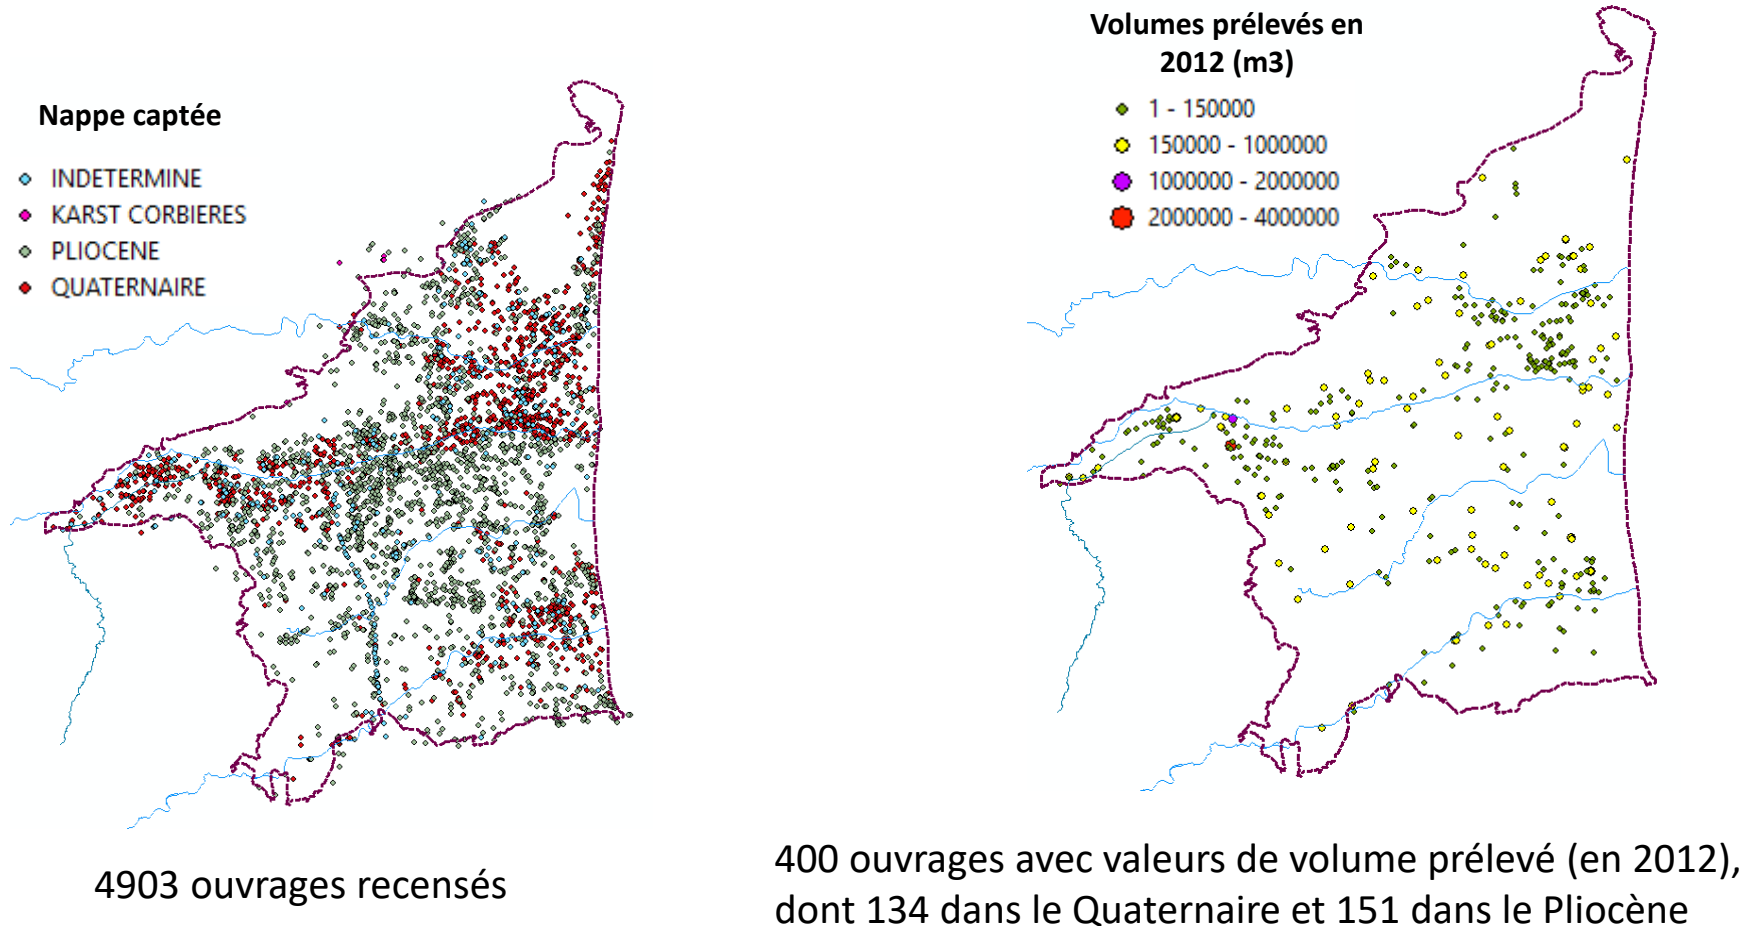 Nappe captée
INDETERMINE
KARST CORBIERES
PLIOCENE
QUATERNAIRE
4903 ouvrages recensés
Volumes prélevés en
2012 (m3)
1 - 150000
150000 - 1000000
1000000 - 2000000
2000000 - 4000000
400 ouvrages avec valeurs de volume prélevé (en 2012),
dont 134 dans le Quaternaire et 151 dans le Pliocène